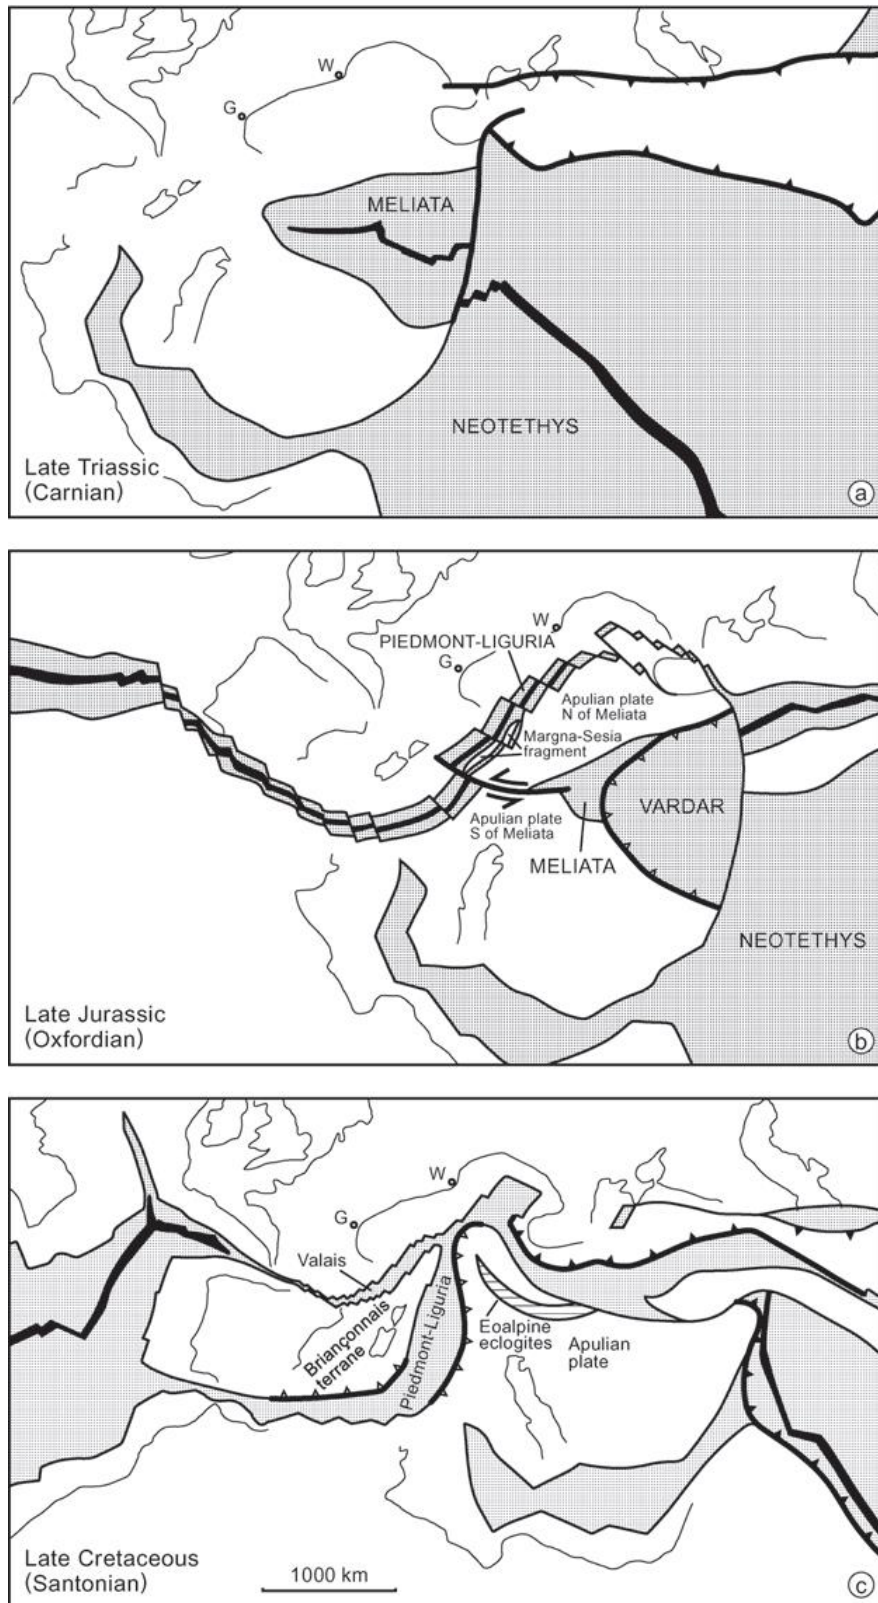 W
G
MELIATA
NEOTETHYS
Late Triassic
(Carnian)
a
W
PIEDMONT-LIGURIA
G
Apulian plate
N of Meliata
Margna-Sesia
fragment
VARDAR
Apulian plate
S of Meliata
MELIATA
NEOTETHYS
Late Jurassic
(Oxfordian)
b
W
G
Valais
Briançonnais
terrane
Piedmont-Liguria
Eoalpine
eclogites
Apulian
plate
Late Cretaceous
(Santonian)
1000 km
c